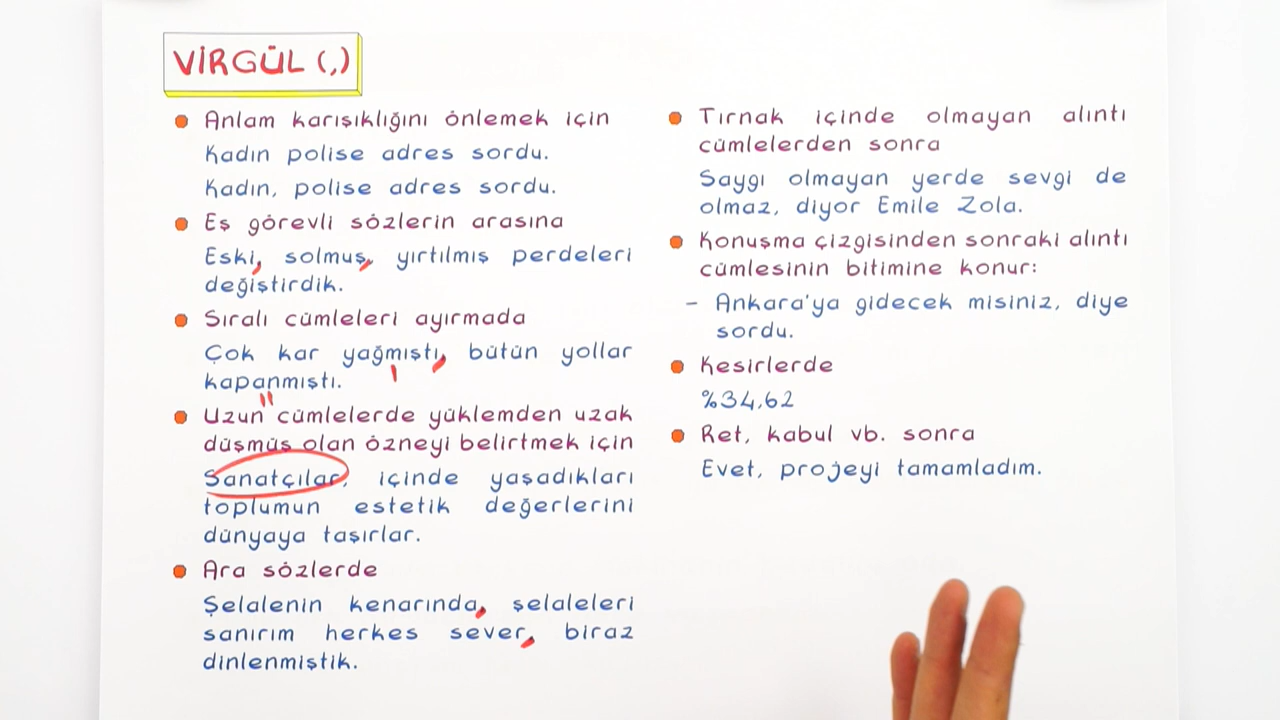 VİRGÜL (,)
Anlam karışıklığını önlemek için
Kadın polise adres sordu.
Kadın, polise adres sordu.
Eş görevli sözlerin arasına
Eski, solmuş, yırtılmış perdeleri
değiştirdik.
Sıralı cümleleri ayırmada
Çok kar yağmıştı, bütün yollar
kapanmıştı.
Uzun cümlelerde yüklemden uzak
düşmüş olan özneyi belirtmek için
Sanatçılar, içinde yaşadıkları
toplumun estetik değerlerini
dünyaya taşırlar.
Ara sözlerde
Şelalenin kenarında, şelaleleri
sanırım herkes sever, biraz
dinlenmiştik.
Tırnak içinde olmayan alıntı
cümlelerden sonra
Saygı olmayan yerde sevgi de
olmaz, diyor Emile Zola.
Konuşma çizgisinden sonraki alıntı
cümlesinin bitimine konur:
- Ankara'ya gidecek misiniz, diye
sordu.
Kesirlerde
%34,62
Ret, kabul vb. sonra
Evet, projeyi tamamladım.